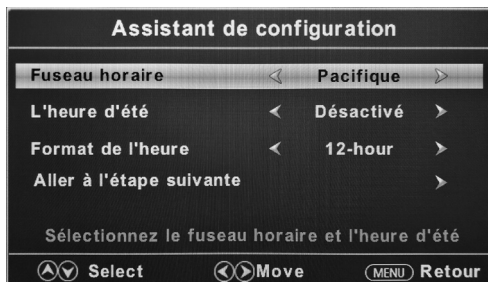 Assistant de configuration
Fuseau horaire Pacifique
L'heure d'été Désactivé
Format de l'heure 12-hour
Aller à l'étape suivante
Sélectionnez le fuseau horaire et l'heure d'été
Select Move MENU Retour